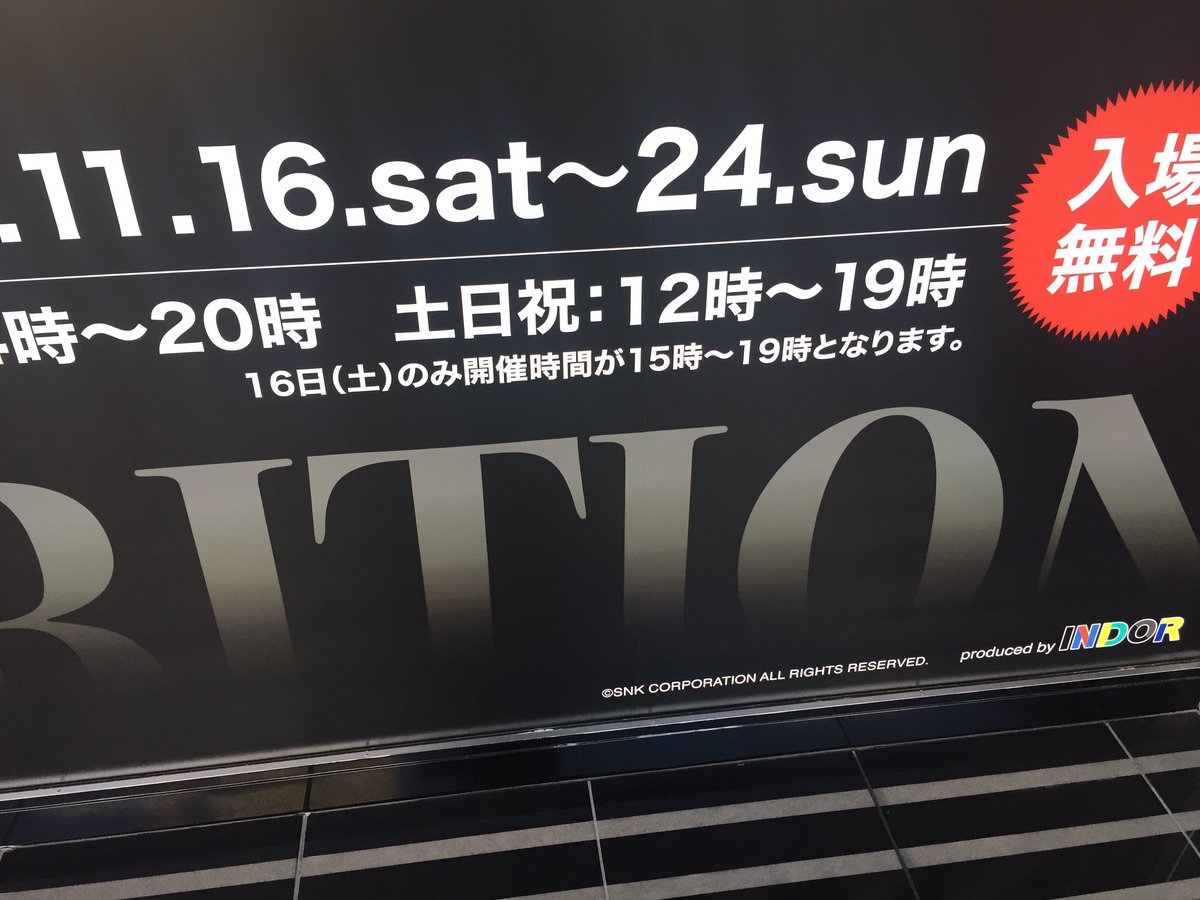 .11.16.sat〜24.sun
入場
無料
時〜20時 土日祝:12時〜19時
16日(土)のみ開催時間が15時〜19時となります。
BITION
©SNK CORPORATION ALL RIGHTS RESERVED.
produced by INDOR